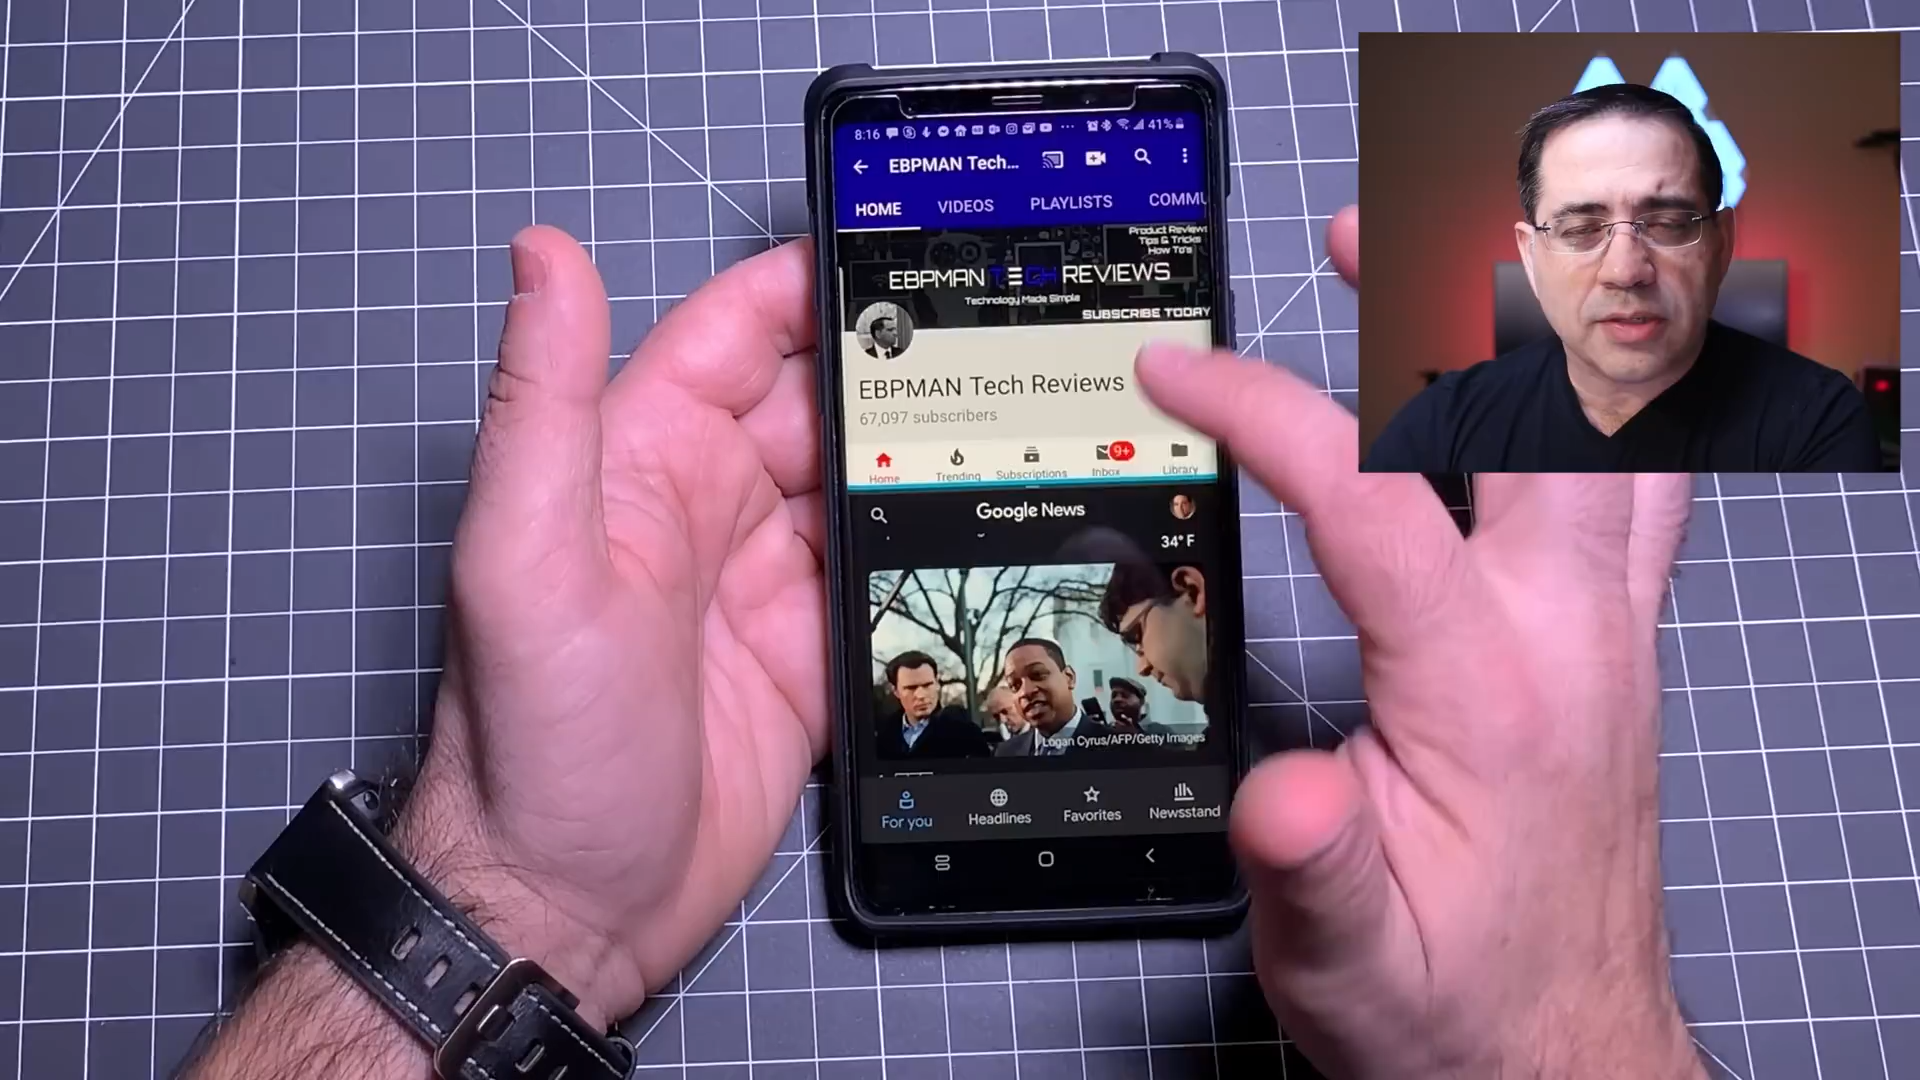 8:16
41%
EBPMAN Tech...
HOME VIDEOS PLAYLISTS COMMU
Product Reviews
Tips & Tricks
How To's
EBPMAN TECH REVIEWS
Technology Made Simple
SUBSCRIBE TODAY
EBPMAN Tech Reviews
67,097 subscribers
9+
Home Trending Subscriptions Inbox Library
Google News
34° F
Logan Cyrus/AFP/Getty Images
For you Headlines Favorites Newsstand